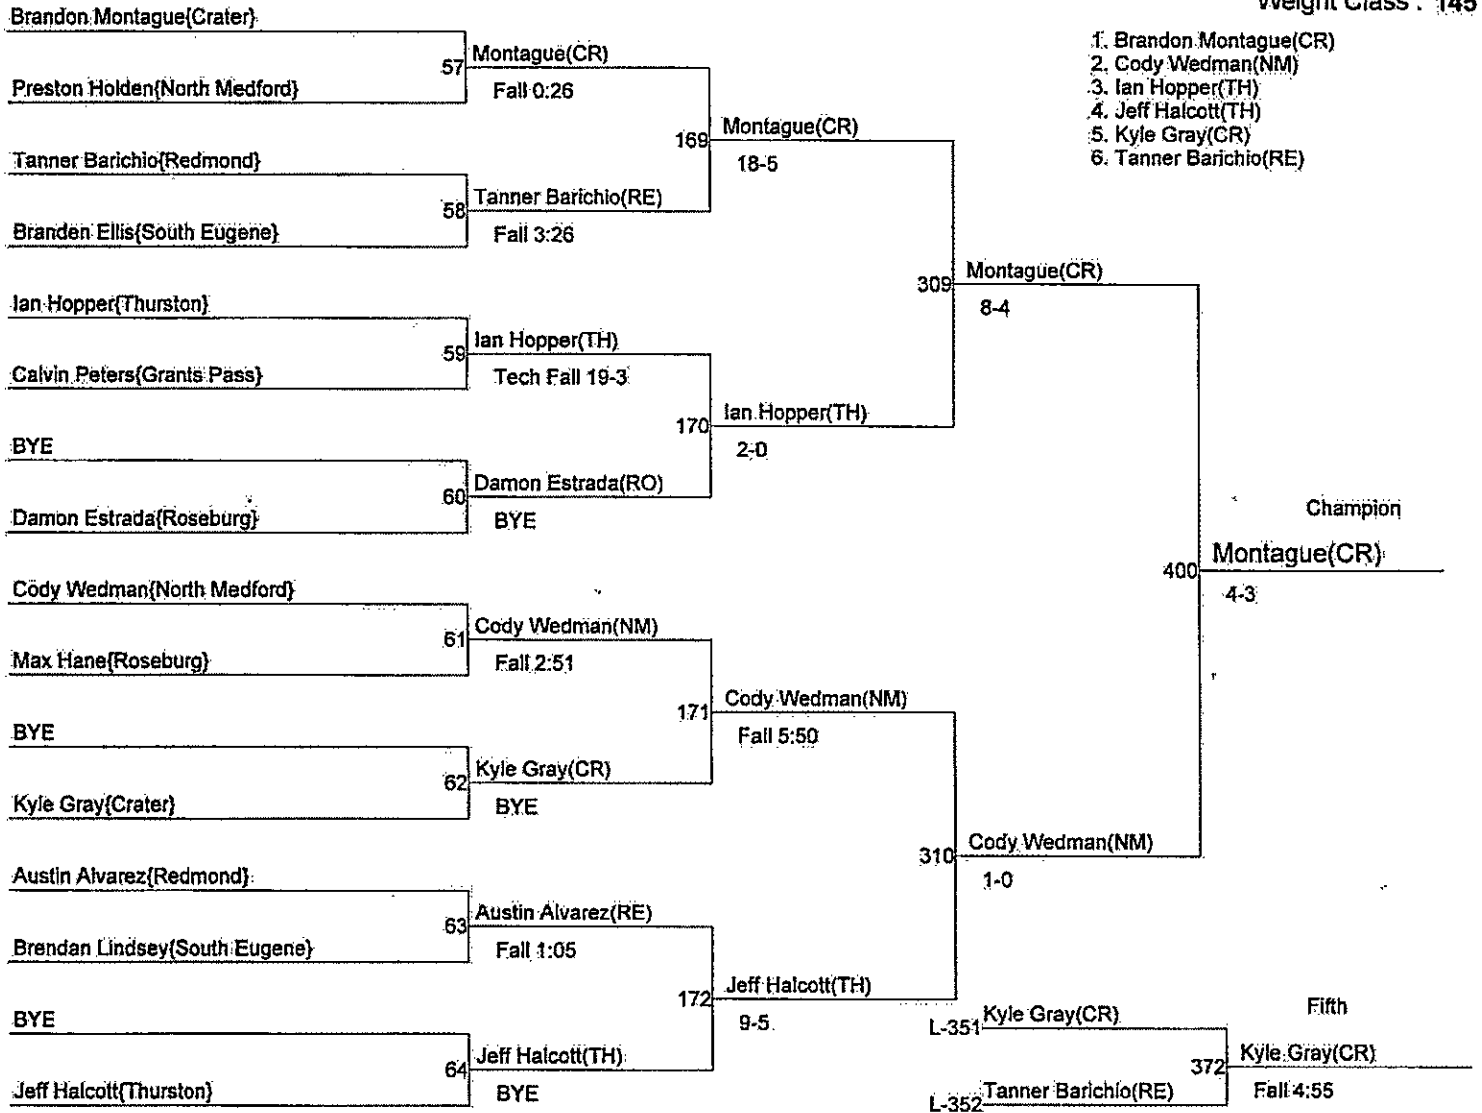 Weight Class : 145
1. Brandon Montague(CR)
2. Cody Wedman(NM)
3. Ian Hopper(TH)
4. Jeff Halcott(TH)
5. Kyle Gray(CR)
6. Tanner Barichio(RE)
Brandon Montague{Crater}
57 Montague(CR)
Preston Holden{North Medford}
Fall 0:26
169 Montague(CR)
18-5
Tanner Barichio{Redmond}
58 Tanner Barichio(RE)
Branden Ellis{South Eugene}
Fall 3:26
309 Montague(CR)
8-4
Ian Hopper{Thurston}
59 Ian Hopper(TH)
Calvin Peters{Grants Pass}
Tech Fall 19-3
170 Ian Hopper(TH)
2-0
BYE
60 Damon Estrada(RO)
Damon Estrada{Roseburg}
BYE
Champion
400 Montague(CR)
4-3
Cody Wedman{North Medford}
61 Cody Wedman(NM)
Max Hane{Roseburg}
Fall 2:51
171 Cody Wedman(NM)
Fall 5:50
BYE
62 Kyle Gray(CR)
Kyle Gray{Crater}
BYE
310 Cody Wedman(NM)
1-0
Austin Alvarez{Redmond}
63 Austin Alvarez(RE)
Brendan Lindsey{South Eugene}
Fall 1:05
172 Jeff Halcott(TH)
9-5
BYE
64 Jeff Halcott(TH)
Jeff Halcott{Thurston}
BYE
Fifth
L-351 Kyle Gray(CR)
372 Kyle Gray(CR)
Fall 4:55
L-352 Tanner Barichio(RE)